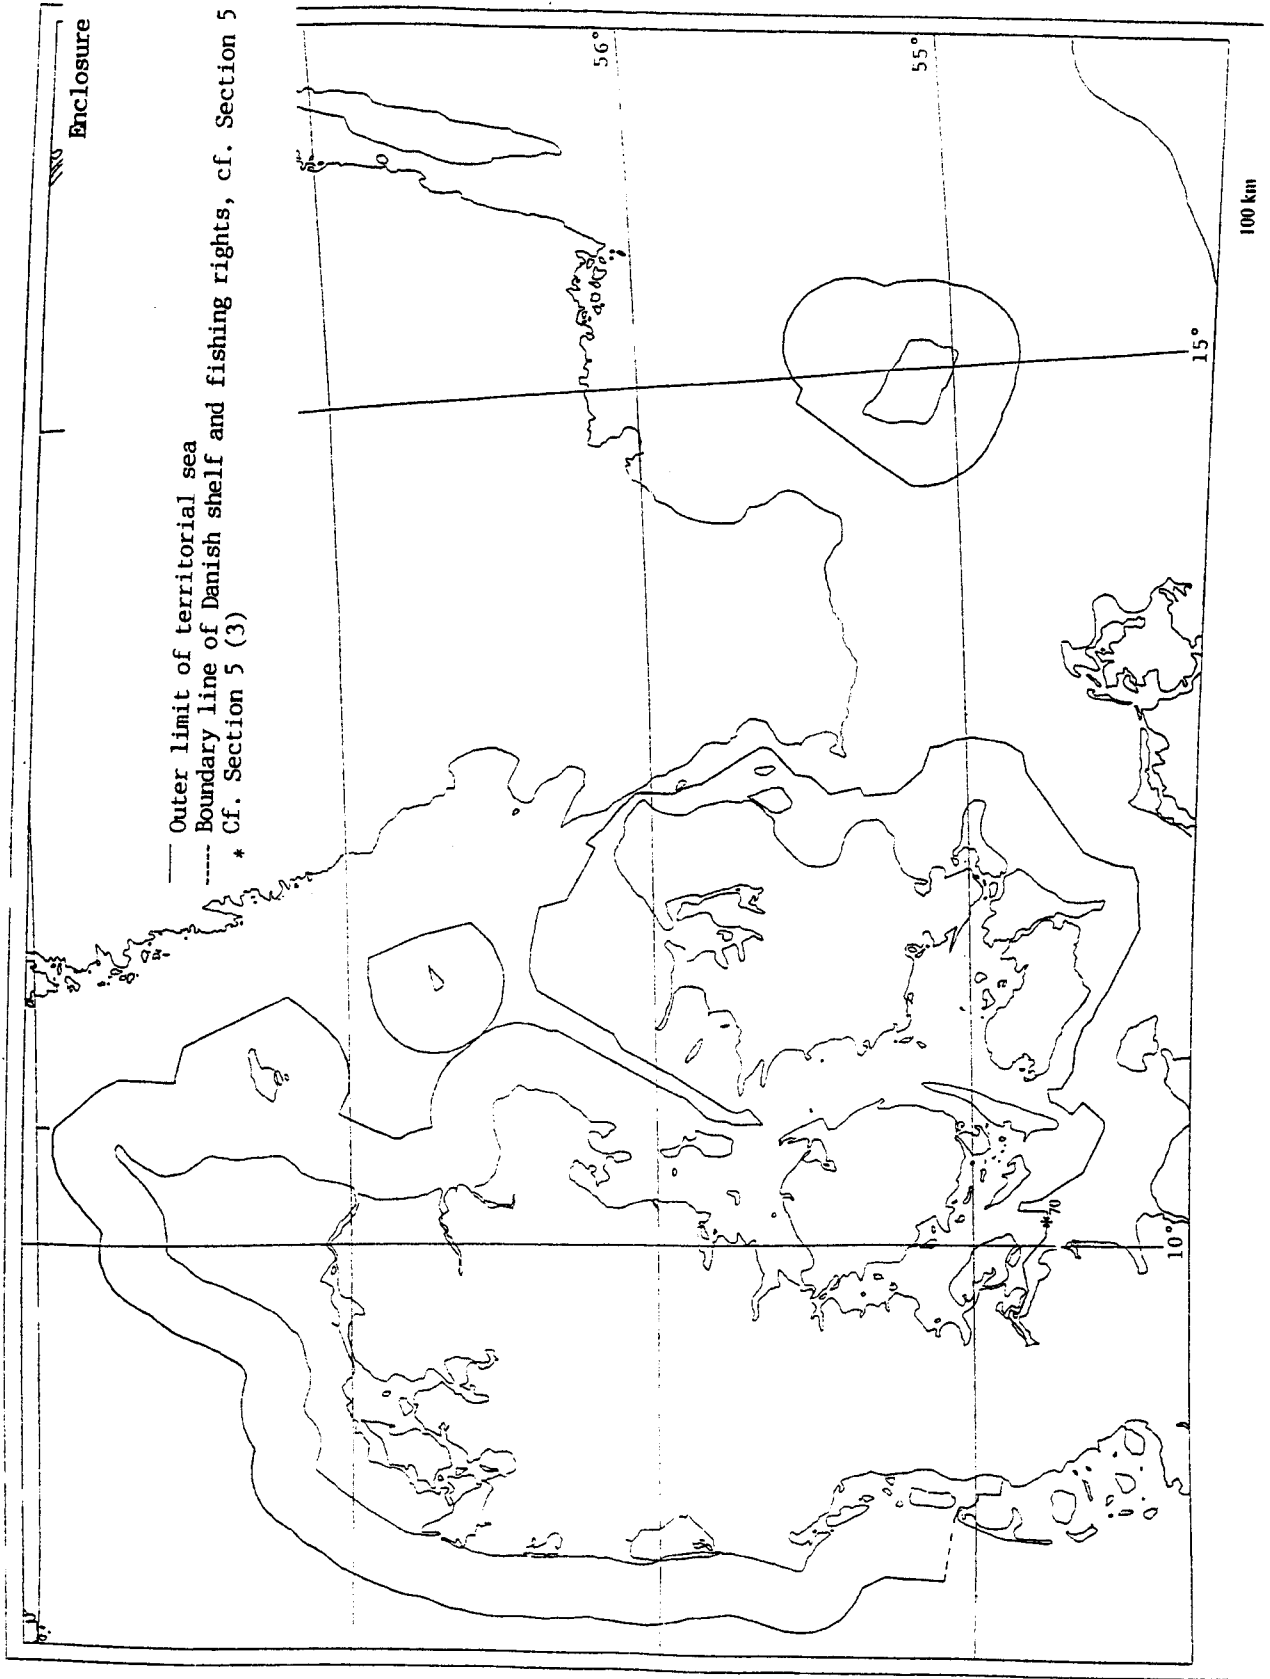 Enclosure
— Outer limit of territorial sea
----- Boundary line of Danish shelf and fishing rights, cf. Section 5
* Cf. Section 5 (3)
56°
55°
15°
10°
*70
100 km